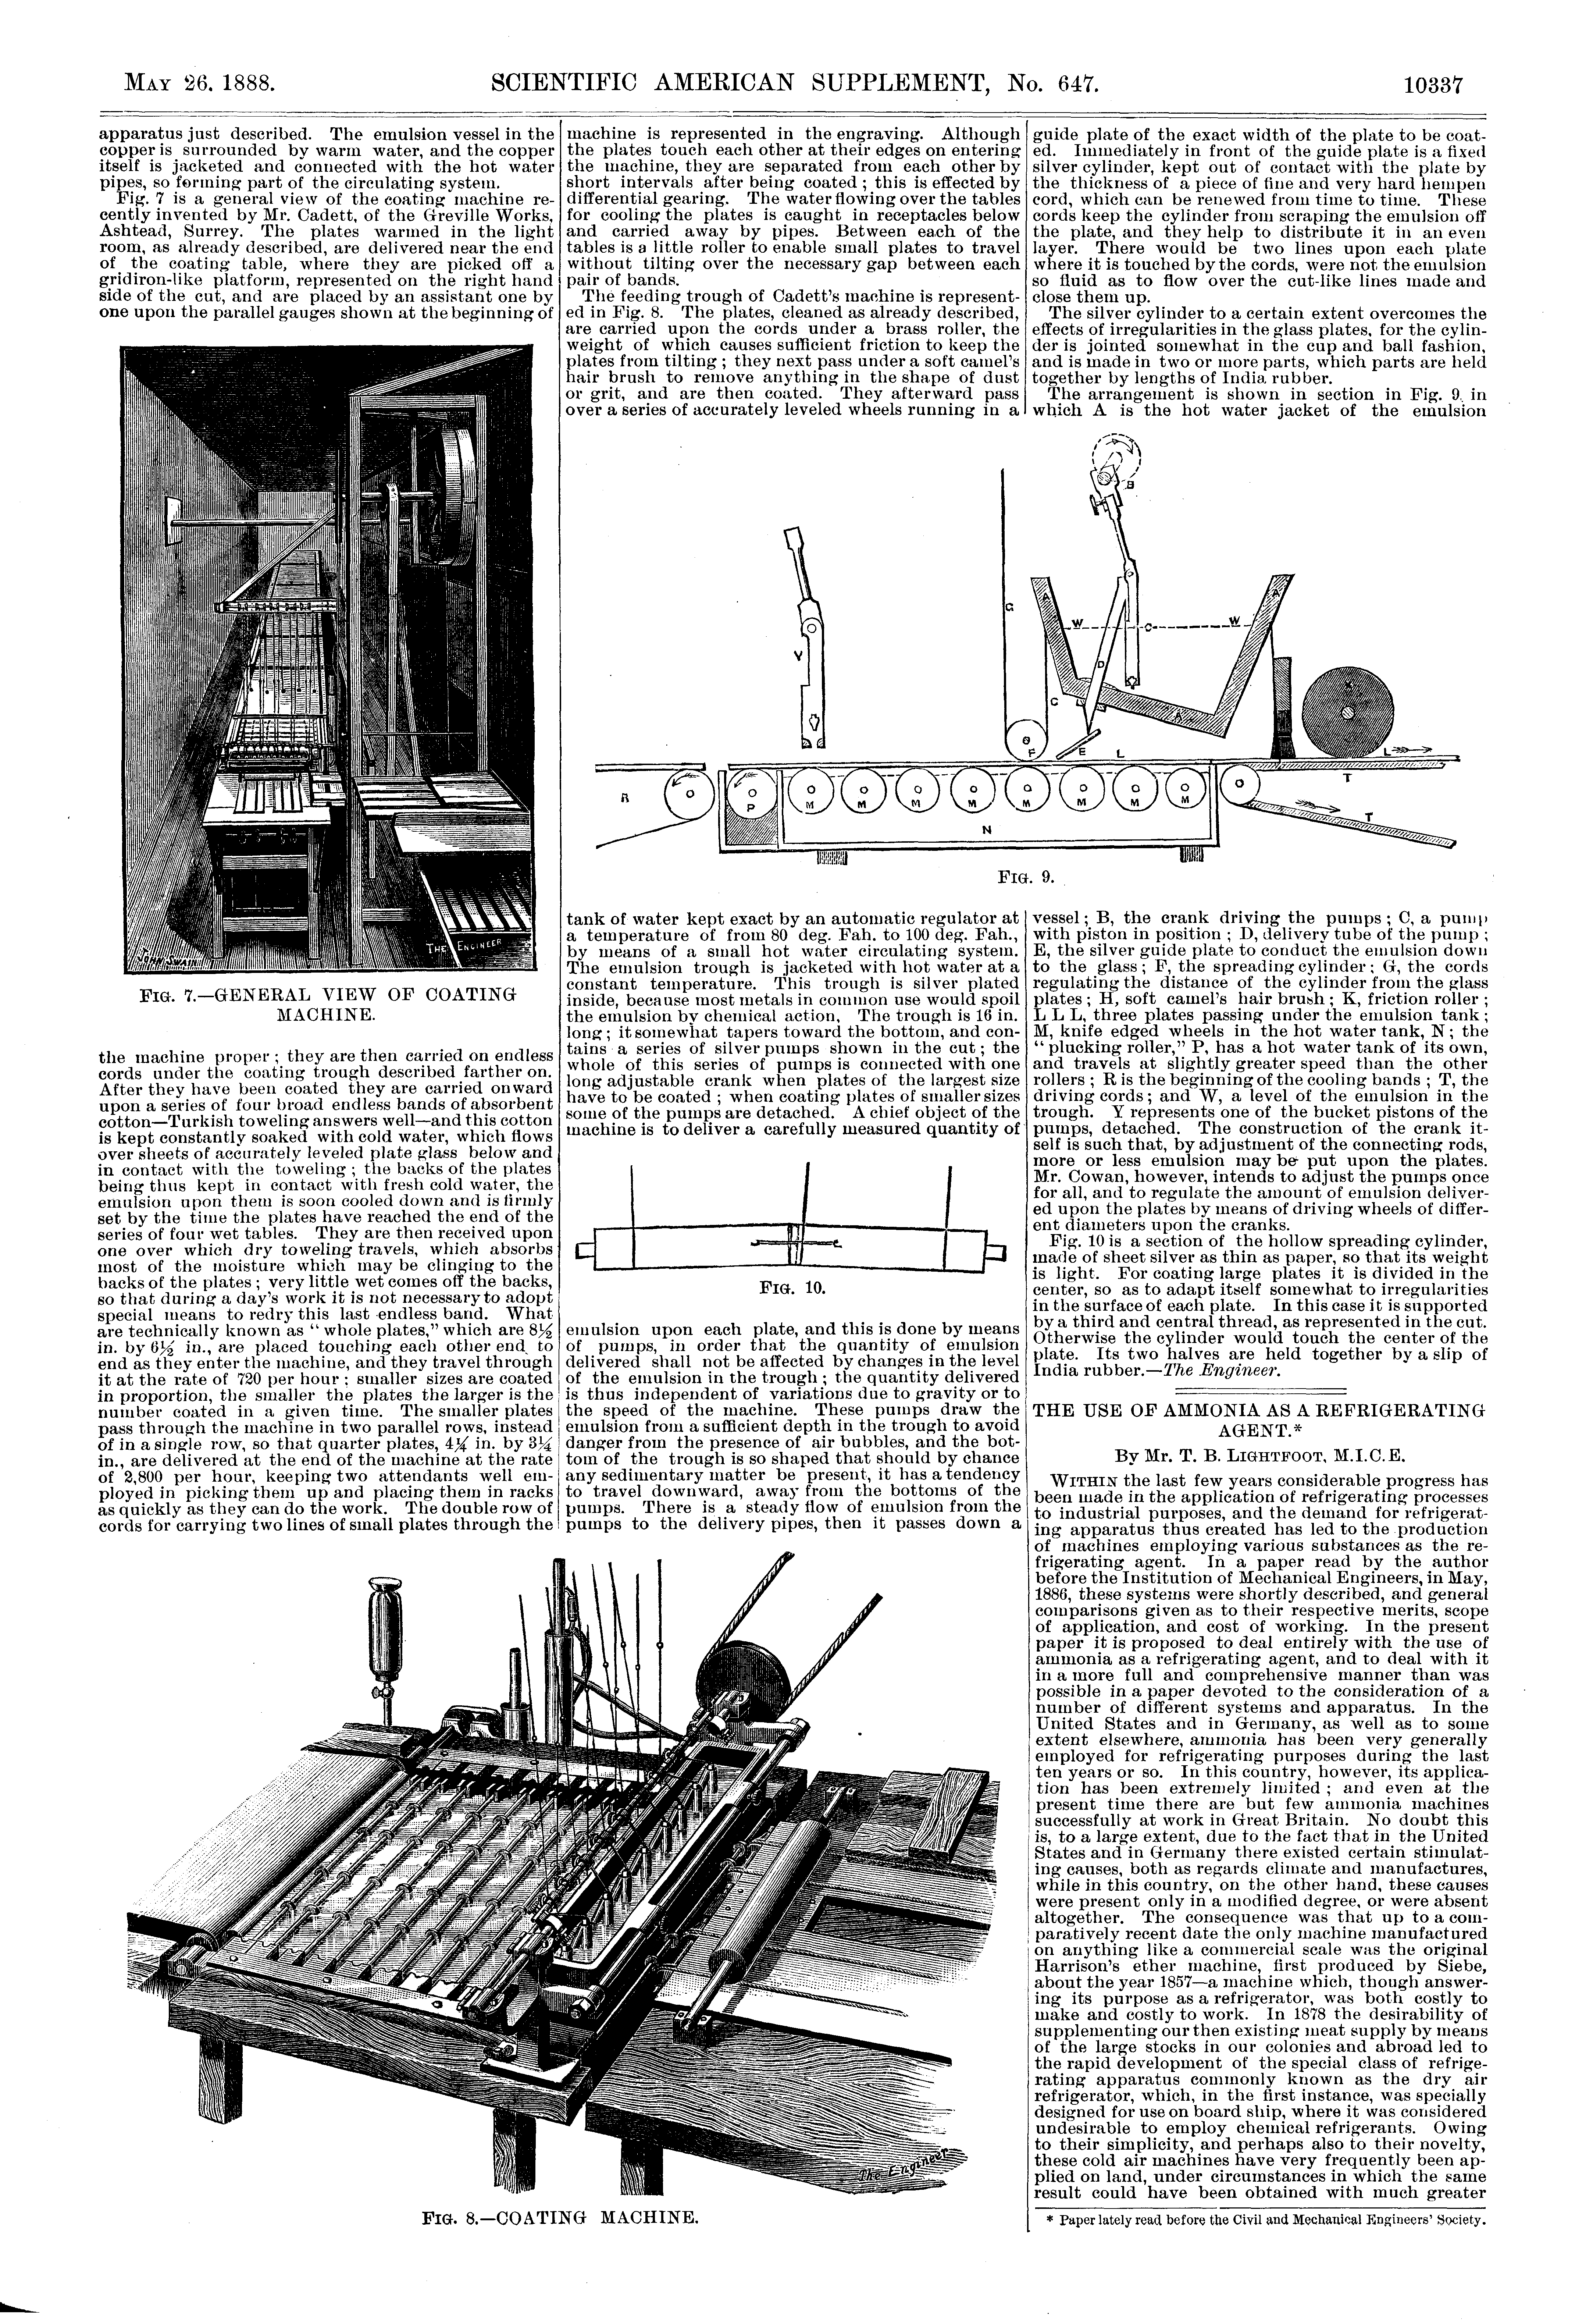 MAY 26, 1888.
SCIENTIFIC AMERICAN SUPPLEMENT, No. 647.
10337
apparatus just described. The emulsion vessel in the
copper is surrounded by warm water, and the copper
itself is jacketed and connected with the hot water
pipes, so forming part of the circulating system.
Fig. 7 is a general view of the coating machine re-
cently invented by Mr. Cadett, of the Greville Works,
Ashtead, Surrey. The plates warmed in the light
room, as already described, are delivered near the end
of the coating table, where they are picked off a
gridiron-like platform, represented on the right hand
side of the cut, and are placed by an assistant one by
one upon the parallel gauges shown at the beginning of
JOHN SWAIN
THE ENGINEER
FIG. 7.—GENERAL VIEW OF COATING
MACHINE.
the machine proper ; they are then carried on endless
cords under the coating trough described farther on.
After they have been coated they are carried onward
upon a series of four broad endless bands of absorbent
cotton—Turkish toweling answers well—and this cotton
is kept constantly soaked with cold water, which flows
over sheets of accurately leveled plate glass below and
in contact with the toweling ; the backs of the plates
being thus kept in contact with fresh cold water, the
emulsion upon them is soon cooled down and is firmly
set by the time the plates have reached the end of the
series of four wet tables. They are then received upon
one over which dry toweling travels, which absorbs
most of the moisture which may be clinging to the
backs of the plates ; very little wet comes off the backs,
so that during a day's work it is not necessary to adopt
special means to redry this last endless band. What
are technically known as “ whole plates,” which are 8½
in. by 6½ in., are placed touching each other end to
end as they enter the machine, and they travel through
it at the rate of 720 per hour ; smaller sizes are coated
in proportion, the smaller the plates the larger is the
number coated in a given time. The smaller plates
pass through the machine in two parallel rows, instead
of in a single row, so that quarter plates, 4¼ in. by 3¼
in., are delivered at the end of the machine at the rate
of 2,800 per hour, keeping two attendants well em-
ployed in picking them up and placing them in racks
as quickly as they can do the work. The double row of
cords for carrying two lines of small plates through the
machine is represented in the engraving. Although
the plates touch each other at their edges on entering
the machine, they are separated from each other by
short intervals after being coated ; this is effected by
differential gearing. The water flowing over the tables
for cooling the plates is caught in receptacles below
and carried away by pipes. Between each of the
tables is a little roller to enable small plates to travel
without tilting over the necessary gap between each
pair of bands.
The feeding trough of Cadett's machine is represent-
ed in Fig. 8. The plates, cleaned as already described,
are carried upon the cords under a brass roller, the
weight of which causes sufficient friction to keep the
plates from tilting ; they next pass under a soft camel's
hair brush to remove anything in the shape of dust
or grit, and are then coated. They afterward pass
over a series of accurately leveled wheels running in a
tank of water kept exact by an automatic regulator at
a temperature of from 80 deg. Fah. to 100 deg. Fah.,
by means of a small hot water circulating system.
The emulsion trough is jacketed with hot water at a
constant temperature. This trough is silver plated
inside, because most metals in common use would spoil
the emulsion by chemical action. The trough is 16 in.
long ; it somewhat tapers toward the bottom, and con-
tains a series of silver pumps shown in the cut ; the
whole of this series of pumps is connected with one
long adjustable crank when plates of the largest size
have to be coated ; when coating plates of smaller sizes
some of the pumps are detached. A chief object of the
machine is to deliver a carefully measured quantity of
FIG. 10.
emulsion upon each plate, and this is done by means
of pumps, in order that the quantity of emulsion
delivered shall not be affected by changes in the level
of the emulsion in the trough ; the quantity delivered
is thus independent of variations due to gravity or to
the speed of the machine. These pumps draw the
emulsion from a sufficient depth in the trough to avoid
danger from the presence of air bubbles, and the bot-
tom of the trough is so shaped that should by chance
any sedimentary matter be present, it has a tendency
to travel downward, away from the bottoms of the
pumps. There is a steady flow of emulsion from the
pumps to the delivery pipes, then it passes down a
guide plate of the exact width of the plate to be coat-
ed. Immediately in front of the guide plate is a fixed
silver cylinder, kept out of contact with the plate by
the thickness of a piece of fine and very hard hempen
cord, which can be renewed from time to time. These
cords keep the cylinder from scraping the emulsion off
the plate, and they help to distribute it in an even
layer. There would be two lines upon each plate
where it is touched by the cords, were not the emulsion
so fluid as to flow over the cut-like lines made and
close them up.
The silver cylinder to a certain extent overcomes the
effects of irregularities in the glass plates, for the cylin-
der is jointed somewhat in the cup and ball fashion,
and is made in two or more parts, which parts are held
together by lengths of India rubber.
The arrangement is shown in section in Fig. 9, in
which A is the hot water jacket of the emulsion
B
G
A
A
W
C
W
Y
D
C
A
K
F
E
L
L
T
R
P
M
M
M
M
M
M
M
M
N
T
FIG. 9.
vessel ; B, the crank driving the pumps ; C, a pump
with piston in position ; D, delivery tube of the pump ;
E, the silver guide plate to conduct the emulsion down
to the glass ; F, the spreading cylinder ; G, the cords
regulating the distance of the cylinder from the glass
plates ; H, soft camel's hair brush ; K, friction roller ;
L L L, three plates passing under the emulsion tank ;
M, knife edged wheels in the hot water tank, N ; the
“ plucking roller,” P, has a hot water tank of its own,
and travels at slightly greater speed than the other
rollers ; R is the beginning of the cooling bands ; T, the
driving cords ; and W, a level of the emulsion in the
trough. Y represents one of the bucket pistons of the
pumps, detached. The construction of the crank it-
self is such that, by adjustment of the connecting rods,
more or less emulsion may be put upon the plates.
Mr. Cowan, however, intends to adjust the pumps once
for all, and to regulate the amount of emulsion deliver-
ed upon the plates by means of driving wheels of differ-
ent diameters upon the cranks.
Fig. 10 is a section of the hollow spreading cylinder,
made of sheet silver as thin as paper, so that its weight
is light. For coating large plates it is divided in the
center, so as to adapt itself somewhat to irregularities
in the surface of each plate. In this case it is supported
by a third and central thread, as represented in the cut.
Otherwise the cylinder would touch the center of the
plate. Its two halves are held together by a slip of
India rubber.—The Engineer.
THE USE OF AMMONIA AS A REFRIGERATING
AGENT.*
By Mr. T. B. LIGHTFOOT, M.I.C.E.
WITHIN the last few years considerable progress has
been made in the application of refrigerating processes
to industrial purposes, and the demand for refrigerat-
ing apparatus thus created has led to the production
of machines employing various substances as the re-
frigerating agent. In a paper read by the author
before the Institution of Mechanical Engineers, in May,
1886, these systems were shortly described, and general
comparisons given as to their respective merits, scope
of application, and cost of working. In the present
paper it is proposed to deal entirely with the use of
ammonia as a refrigerating agent, and to deal with it
in a more full and comprehensive manner than was
possible in a paper devoted to the consideration of a
number of different systems and apparatus. In the
United States and in Germany, as well as to some
extent elsewhere, ammonia has been very generally
employed for refrigerating purposes during the last
ten years or so. In this country, however, its applica-
tion has been extremely limited ; and even at the
present time there are but few ammonia machines
successfully at work in Great Britain. No doubt this
is, to a large extent, due to the fact that in the United
States and in Germany there existed certain stimulat-
ing causes, both as regards climate and manufactures,
while in this country, on the other hand, these causes
were present only in a modified degree, or were absent
altogether. The consequence was that up to a com-
paratively recent date the only machine manufactured
on anything like a commercial scale was the original
Harrison's ether machine, first produced by Siebe,
about the year 1857—a machine which, though answer-
ing its purpose as a refrigerator, was both costly to
make and costly to work. In 1878 the desirability of
supplementing our then existing meat supply by means
of the large stocks in our colonies and abroad led to
the rapid development of the special class of refrige-
rating apparatus commonly known as the dry air
refrigerator, which, in the first instance, was specially
designed for use on board ship, where it was considered
undesirable to employ chemical refrigerants. Owing
to their simplicity, and perhaps also to their novelty,
these cold air machines have very frequently been ap-
plied on land, under circumstances in which the same
result could have been obtained with much greater
* Paper lately read before the Civil and Mechanical Engineers' Society.
The Engineer
FIG. 8.—COATING MACHINE.